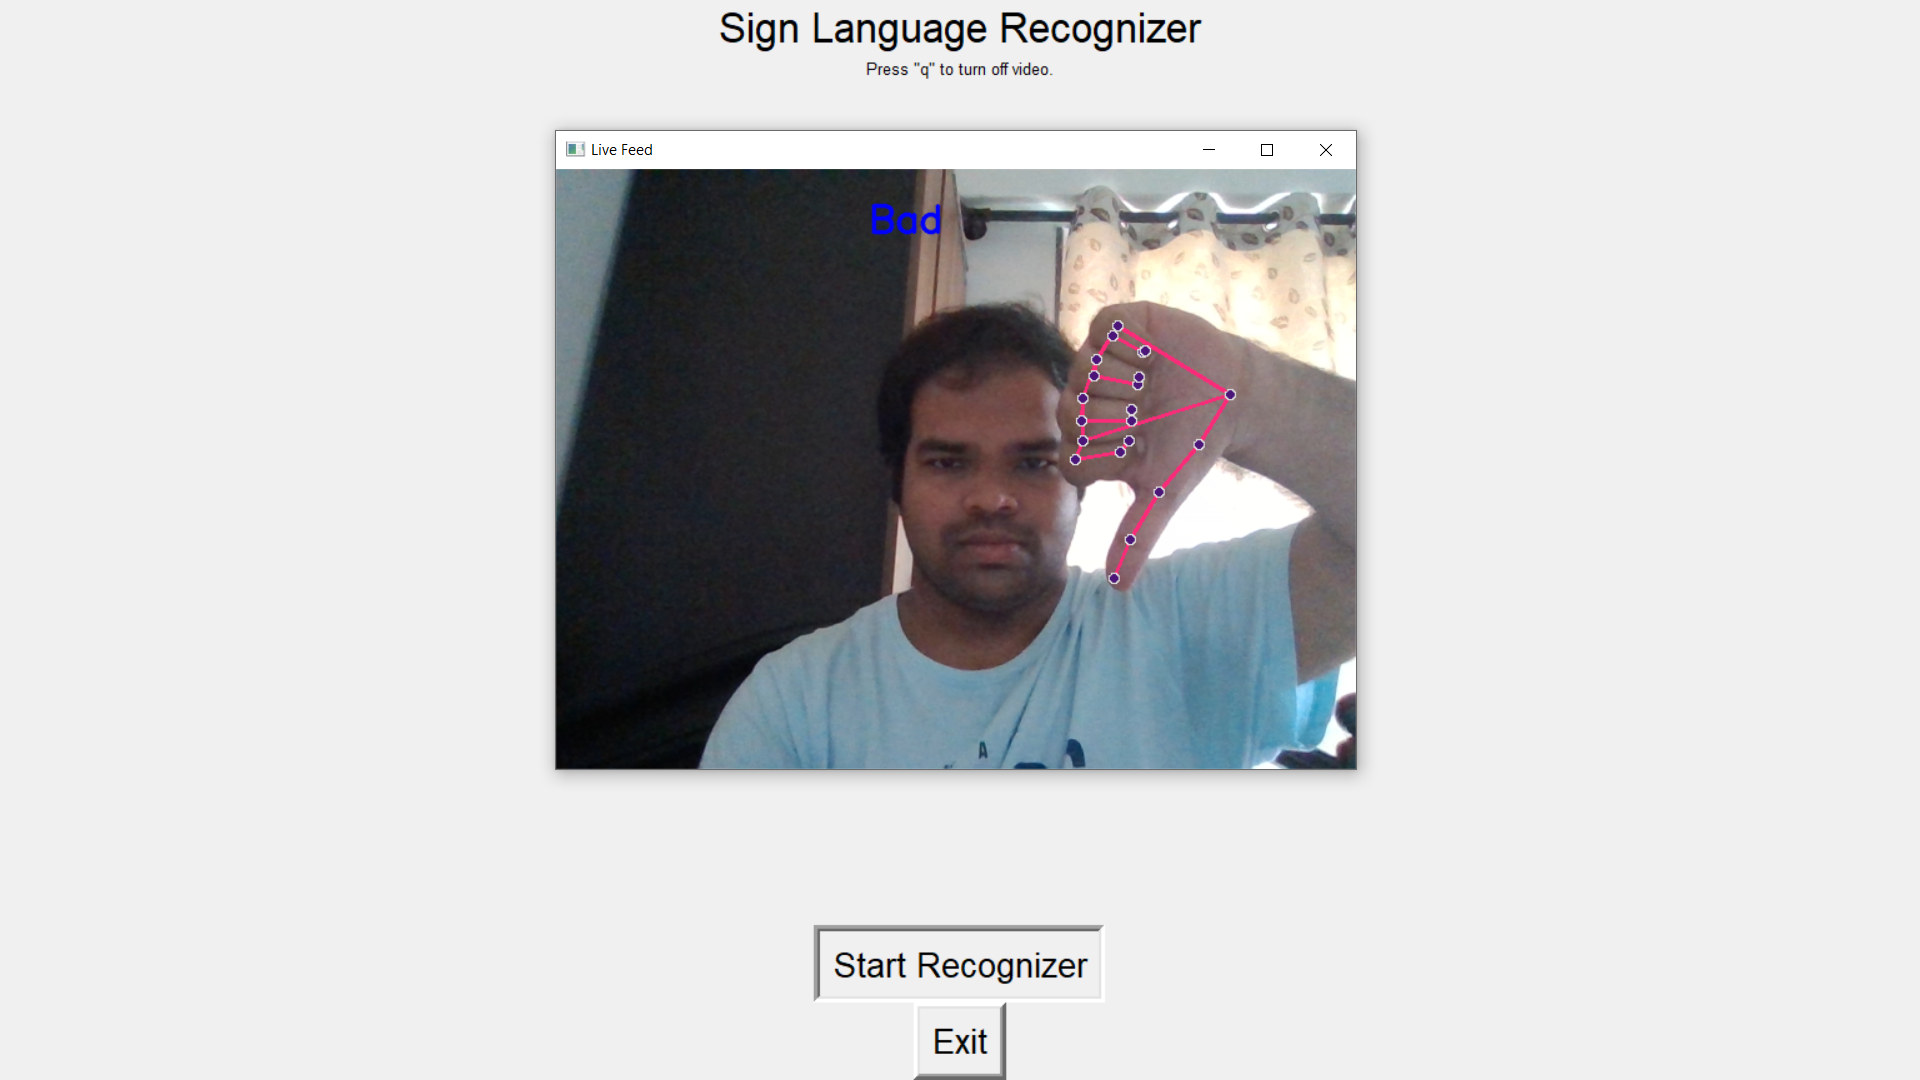 Sign Language Recognizer
Press "q" to turn off video.
Live Feed
Bad
A
Start Recognizer
Exit